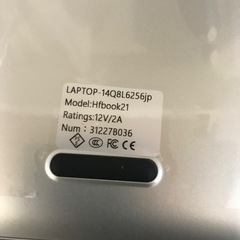 LAPTOP-14Q8L6256jp
Model:Hfbook21
Ratings:12V/2A
Num：31227B036